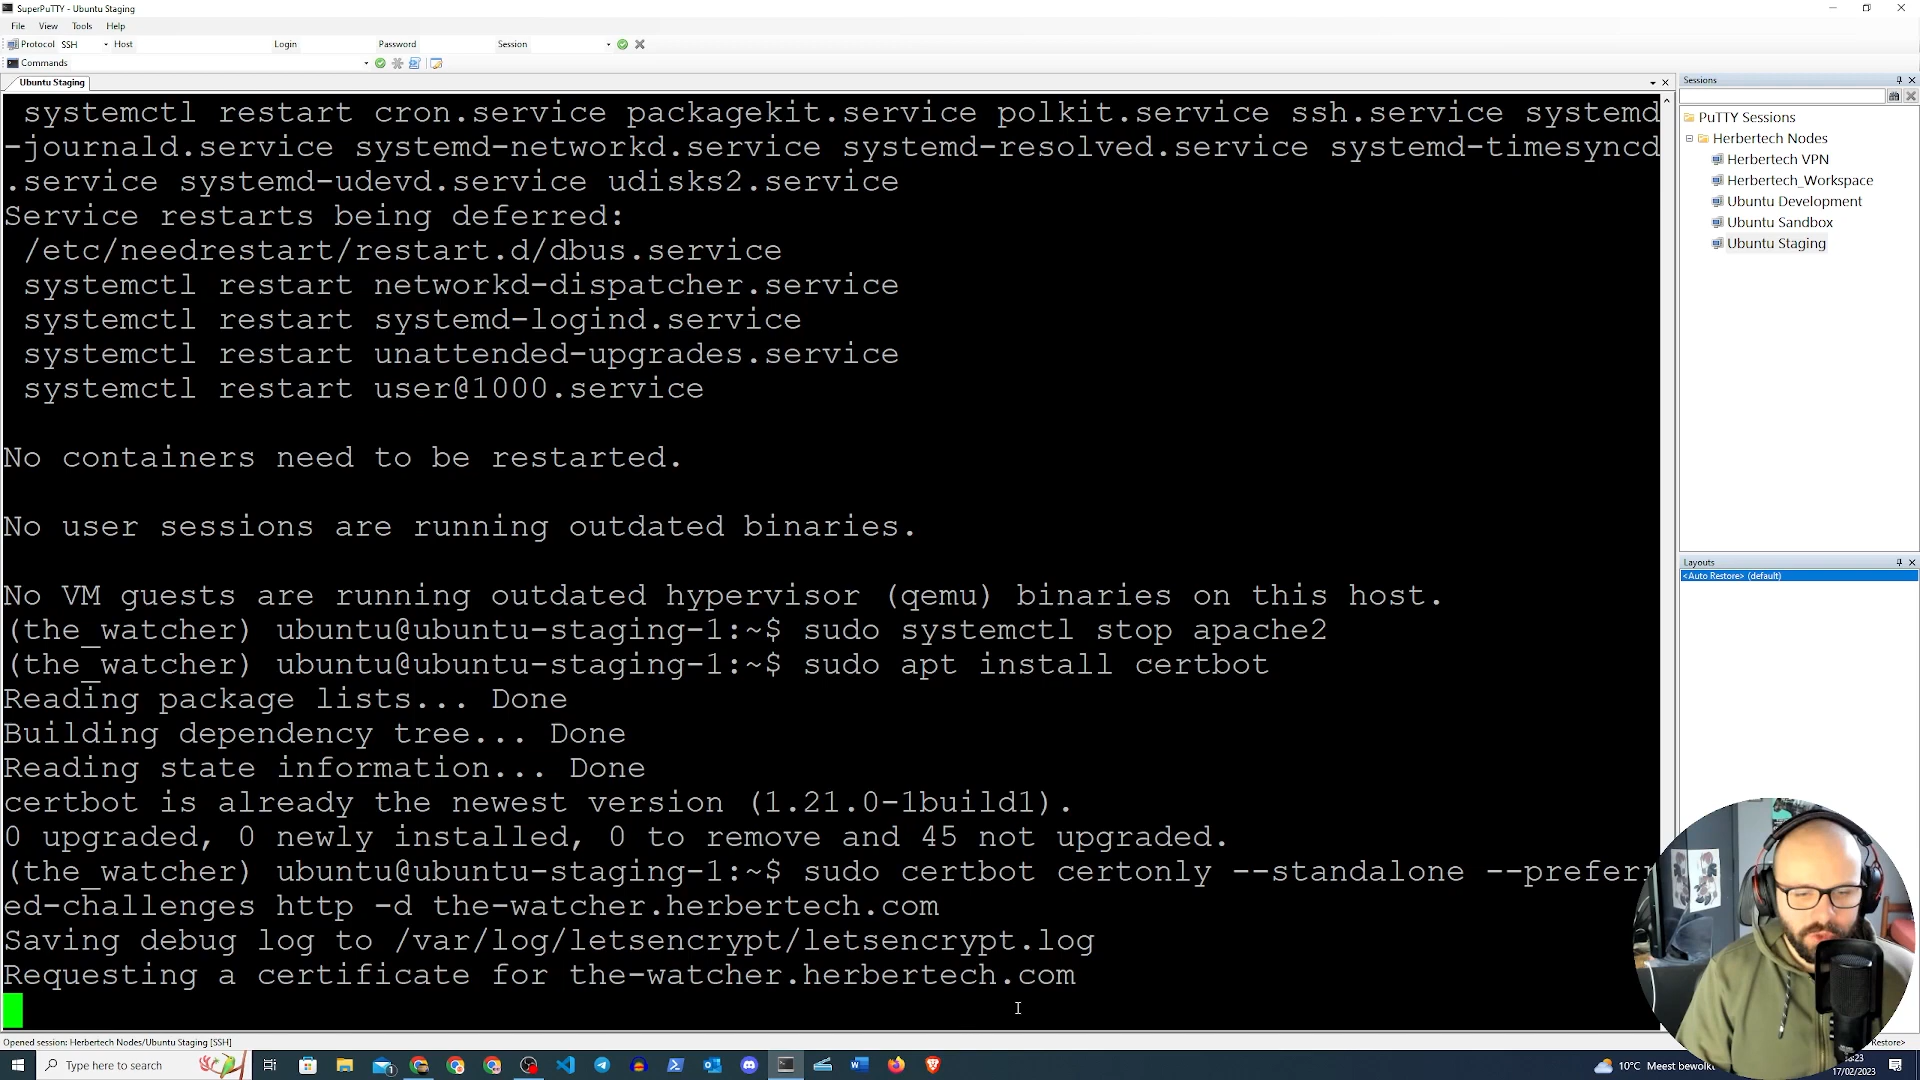 SuperPuTTY - Ubuntu Staging
File View Tools Help
Protocol SSH Host Login Password Session
Commands
Ubuntu Staging
systemctl restart cron.service packagekit.service polkit.service ssh.service systemd
-journald.service systemd-networkd.service systemd-resolved.service systemd-timesyncd
.service systemd-udevd.service udisks2.service
Service restarts being deferred:
/etc/needrestart/restart.d/dbus.service
systemctl restart networkd-dispatcher.service
systemctl restart systemd-logind.service
systemctl restart unattended-upgrades.service
systemctl restart user@1000.service
No containers need to be restarted.
No user sessions are running outdated binaries.
No VM guests are running outdated hypervisor (qemu) binaries on this host.
(the_watcher) ubuntu@ubuntu-staging-1:~$ sudo systemctl stop apache2
(the_watcher) ubuntu@ubuntu-staging-1:~$ sudo apt install certbot
Reading package lists... Done
Building dependency tree... Done
Reading state information... Done
certbot is already the newest version (1.21.0-1build1).
0 upgraded, 0 newly installed, 0 to remove and 45 not upgraded.
(the_watcher) ubuntu@ubuntu-staging-1:~$ sudo certbot certonly --standalone --preferr
ed-challenges http -d the-watcher.herbertech.com
Saving debug log to /var/log/letsencrypt/letsencrypt.log
Requesting a certificate for the-watcher.herbertech.com
Sessions
PuTTY Sessions
Herbertech Nodes
Herbertech VPN
Herbertech_Workspace
Ubuntu Development
Ubuntu Sandbox
Ubuntu Staging
Layouts
<Auto Restore> (default)
Opened session: Herbertech Nodes/Ubuntu Staging [SSH]
Restore>
Type here to search
10°C Meest bewolkt
17/02/2023